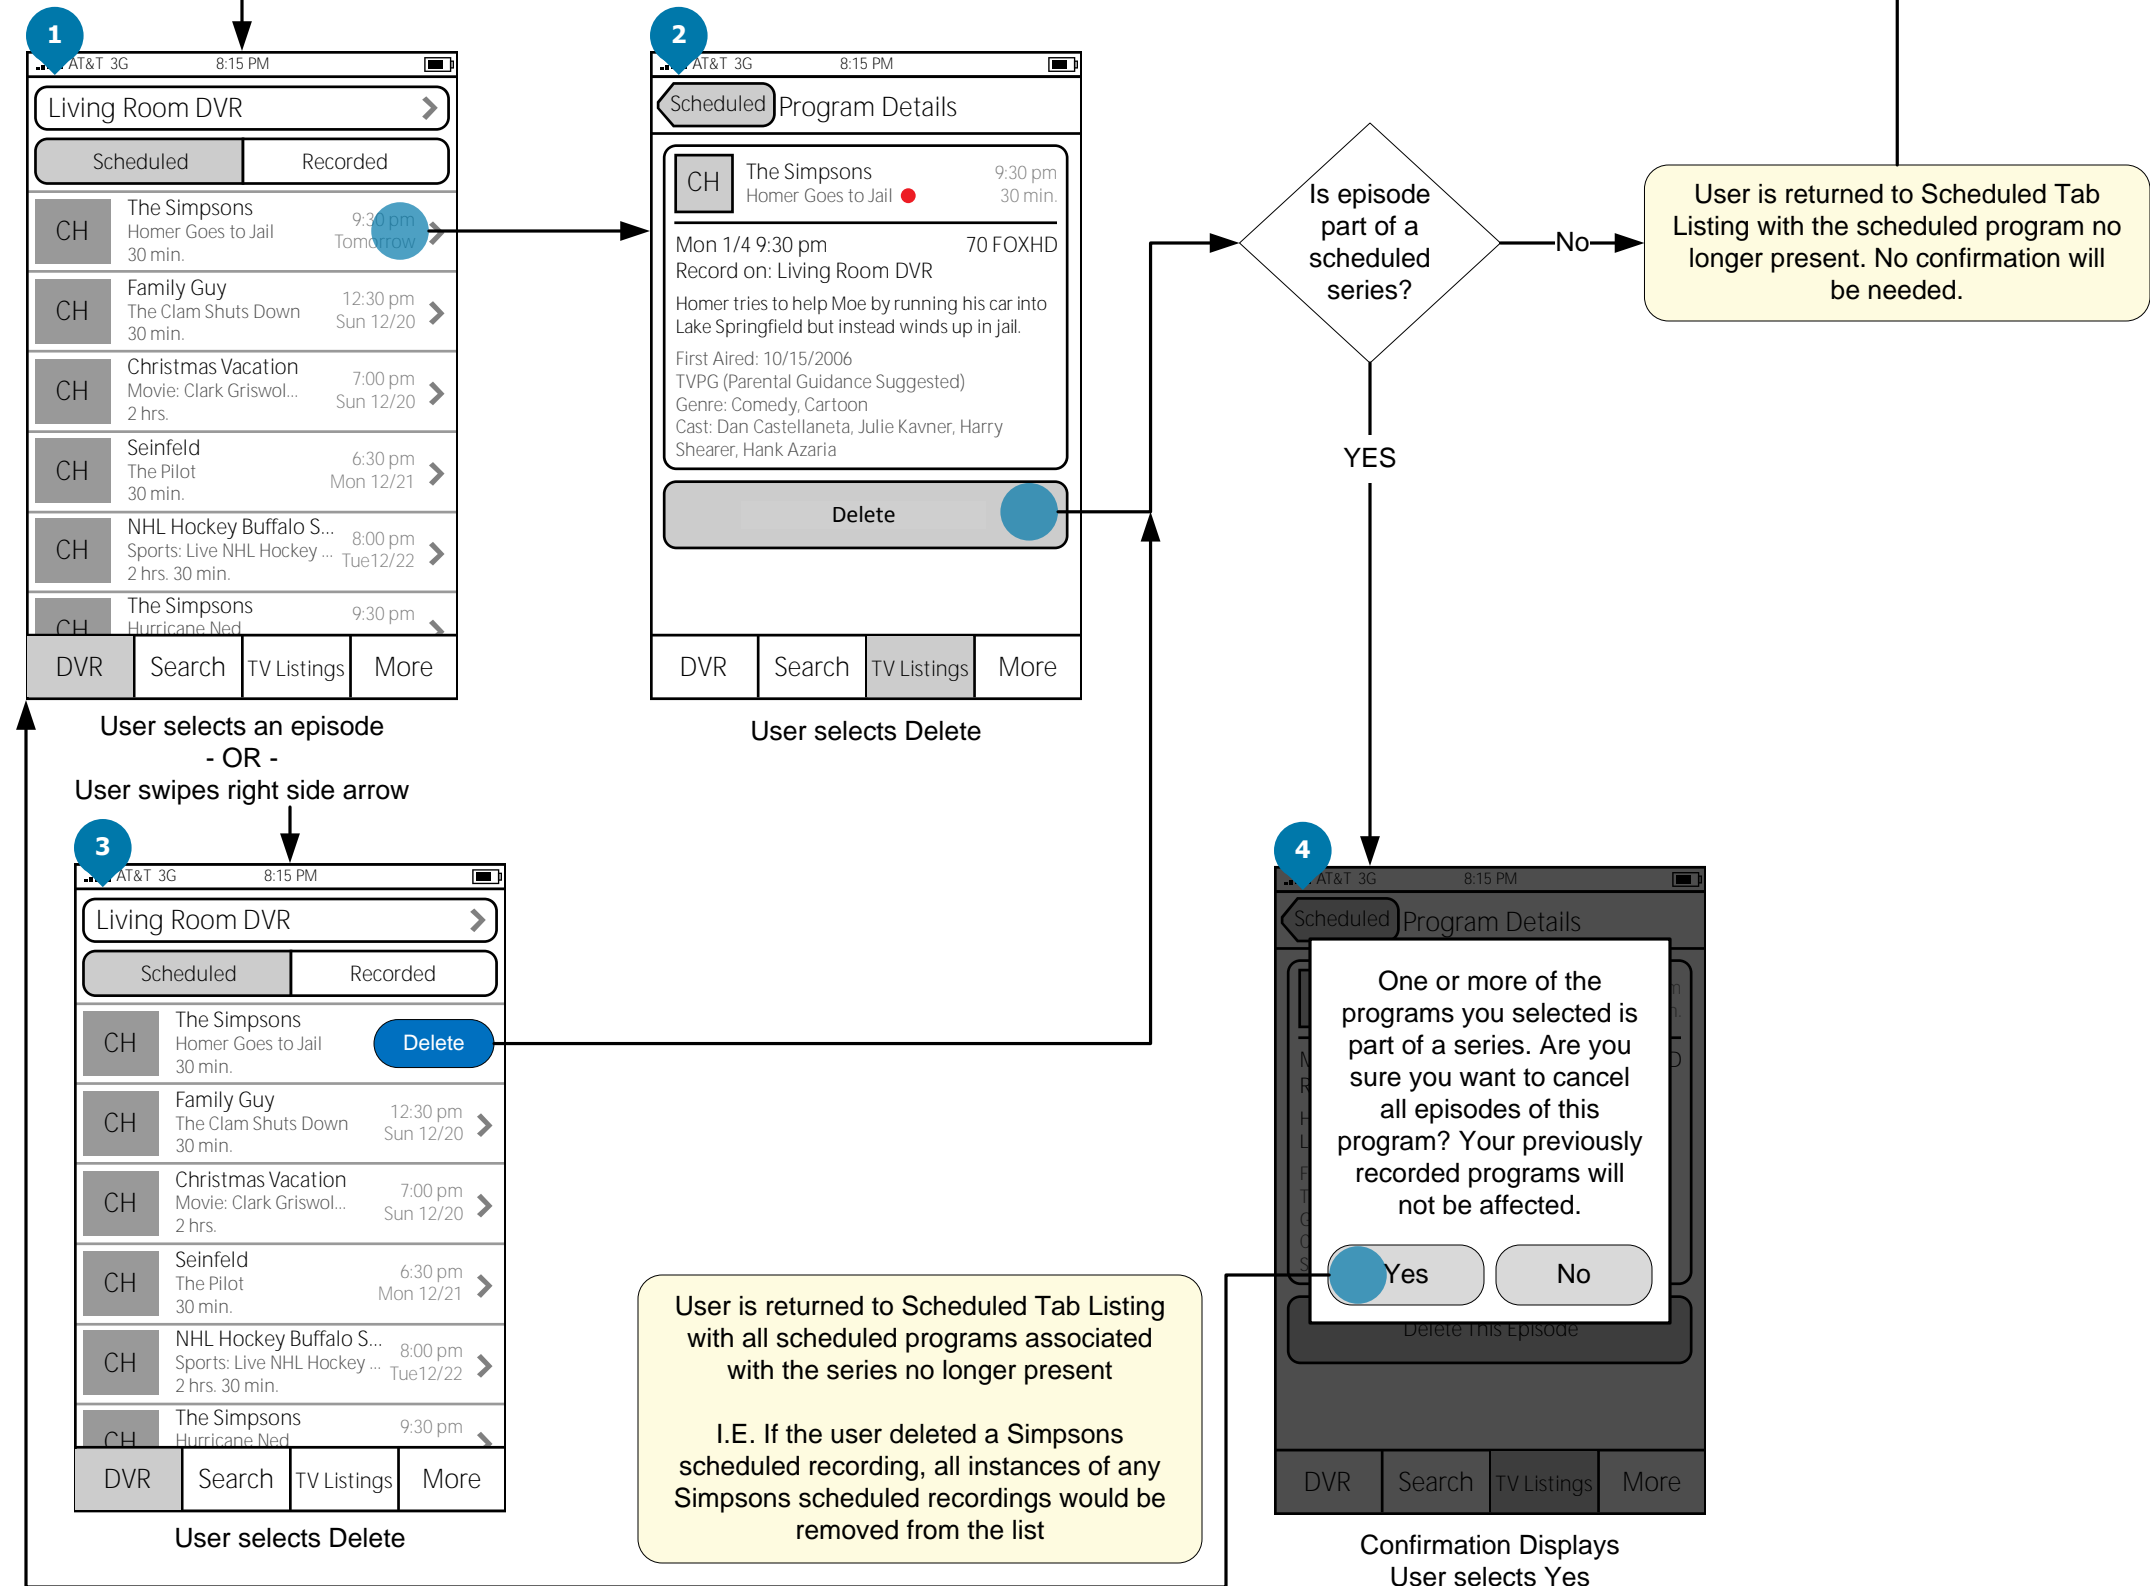 1
AT&T 3G 8:15 PM
Living Room DVR
Scheduled Recorded
CH The Simpsons
Homer Goes to Jail
30 min.
9:30 pm
Tomorrow
CH Family Guy
The Clam Shuts Down
30 min.
12:30 pm
Sun 12/20
CH Christmas Vacation
Movie: Clark Griswol...
2 hrs.
7:00 pm
Sun 12/20
CH Seinfeld
The Pilot
30 min.
6:30 pm
Mon 12/21
CH NHL Hockey Buffalo S...
Sports: Live NHL Hockey ...
2 hrs. 30 min.
8:00 pm
Tue12/22
CH The Simpsons
Hurricane Ned
9:30 pm
DVR Search TV Listings More
User selects an episode
- OR -
User swipes right side arrow
2
AT&T 3G 8:15 PM
Scheduled Program Details
CH The Simpsons 9:30 pm
Homer Goes to Jail 30 min.
Mon 1/4 9:30 pm 70 FOXHD
Record on: Living Room DVR
Homer tries to help Moe by running his car into
Lake Springfield but instead winds up in jail.
First Aired: 10/15/2006
TVPG (Parental Guidance Suggested)
Genre: Comedy, Cartoon
Cast: Dan Castellaneta, Julie Kavner, Harry
Shearer, Hank Azaria
Delete
DVR Search TV Listings More
User selects Delete
Is episode
part of a
scheduled
series?
No
YES
User is returned to Scheduled Tab
Listing with the scheduled program no
longer present. No confirmation will
be needed.
3
AT&T 3G 8:15 PM
Living Room DVR
Scheduled Recorded
CH The Simpsons
Homer Goes to Jail
30 min.
Delete
CH Family Guy
The Clam Shuts Down
30 min.
12:30 pm
Sun 12/20
CH Christmas Vacation
Movie: Clark Griswol...
2 hrs.
7:00 pm
Sun 12/20
CH Seinfeld
The Pilot
30 min.
6:30 pm
Mon 12/21
CH NHL Hockey Buffalo S...
Sports: Live NHL Hockey ...
2 hrs. 30 min.
8:00 pm
Tue12/22
CH The Simpsons
Hurricane Ned
9:30 pm
DVR Search TV Listings More
User selects Delete
User is returned to Scheduled Tab Listing
with all scheduled programs associated
with the series no longer present
I.E. If the user deleted a Simpsons
scheduled recording, all instances of any
Simpsons scheduled recordings would be
removed from the list
4
AT&T 3G 8:15 PM
Scheduled Program Details
One or more of the
programs you selected is
part of a series. Are you
sure you want to cancel
all episodes of this
program? Your previously
recorded programs will
not be affected.
Yes No
Delete This Episode
DVR Search TV Listings More
Confirmation Displays
User selects Yes